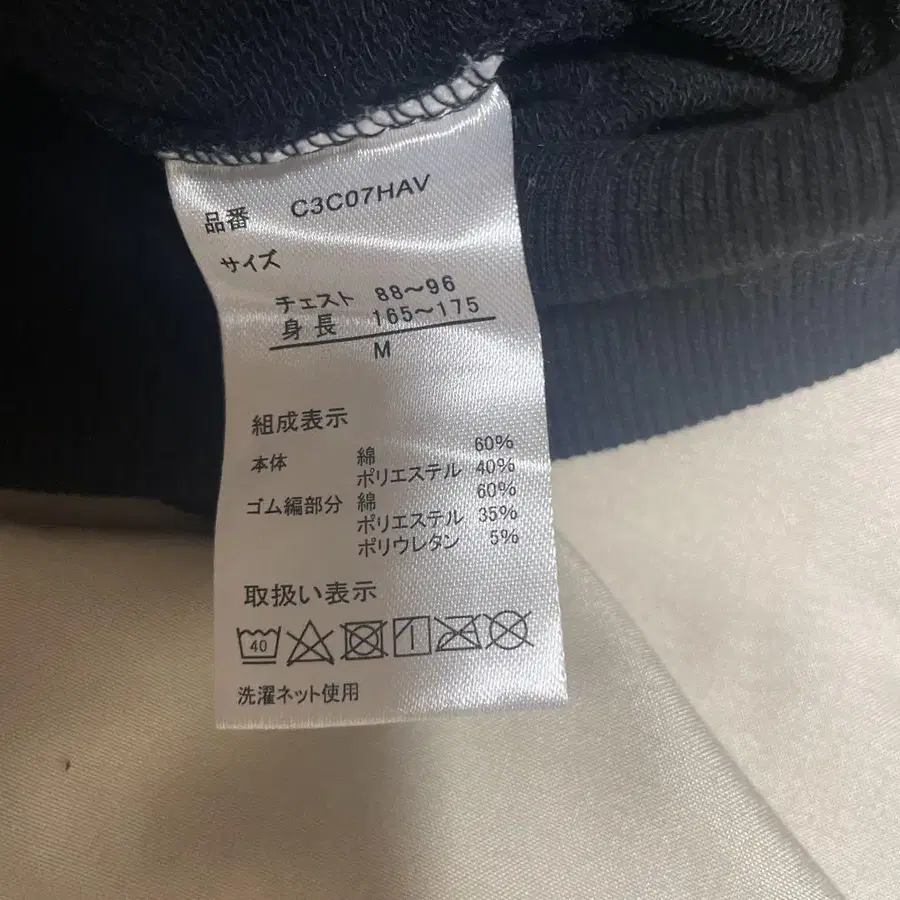 品番 C3C07HAV
サイズ
チェスト 88～96
身長 165～175
M
組成表示
本体 綿 60%
ポリエステル 40%
ゴム編部分 綿 60%
ポリエステル 35%
ポリウレタン 5%
取扱い表示
40
洗濯ネット使用